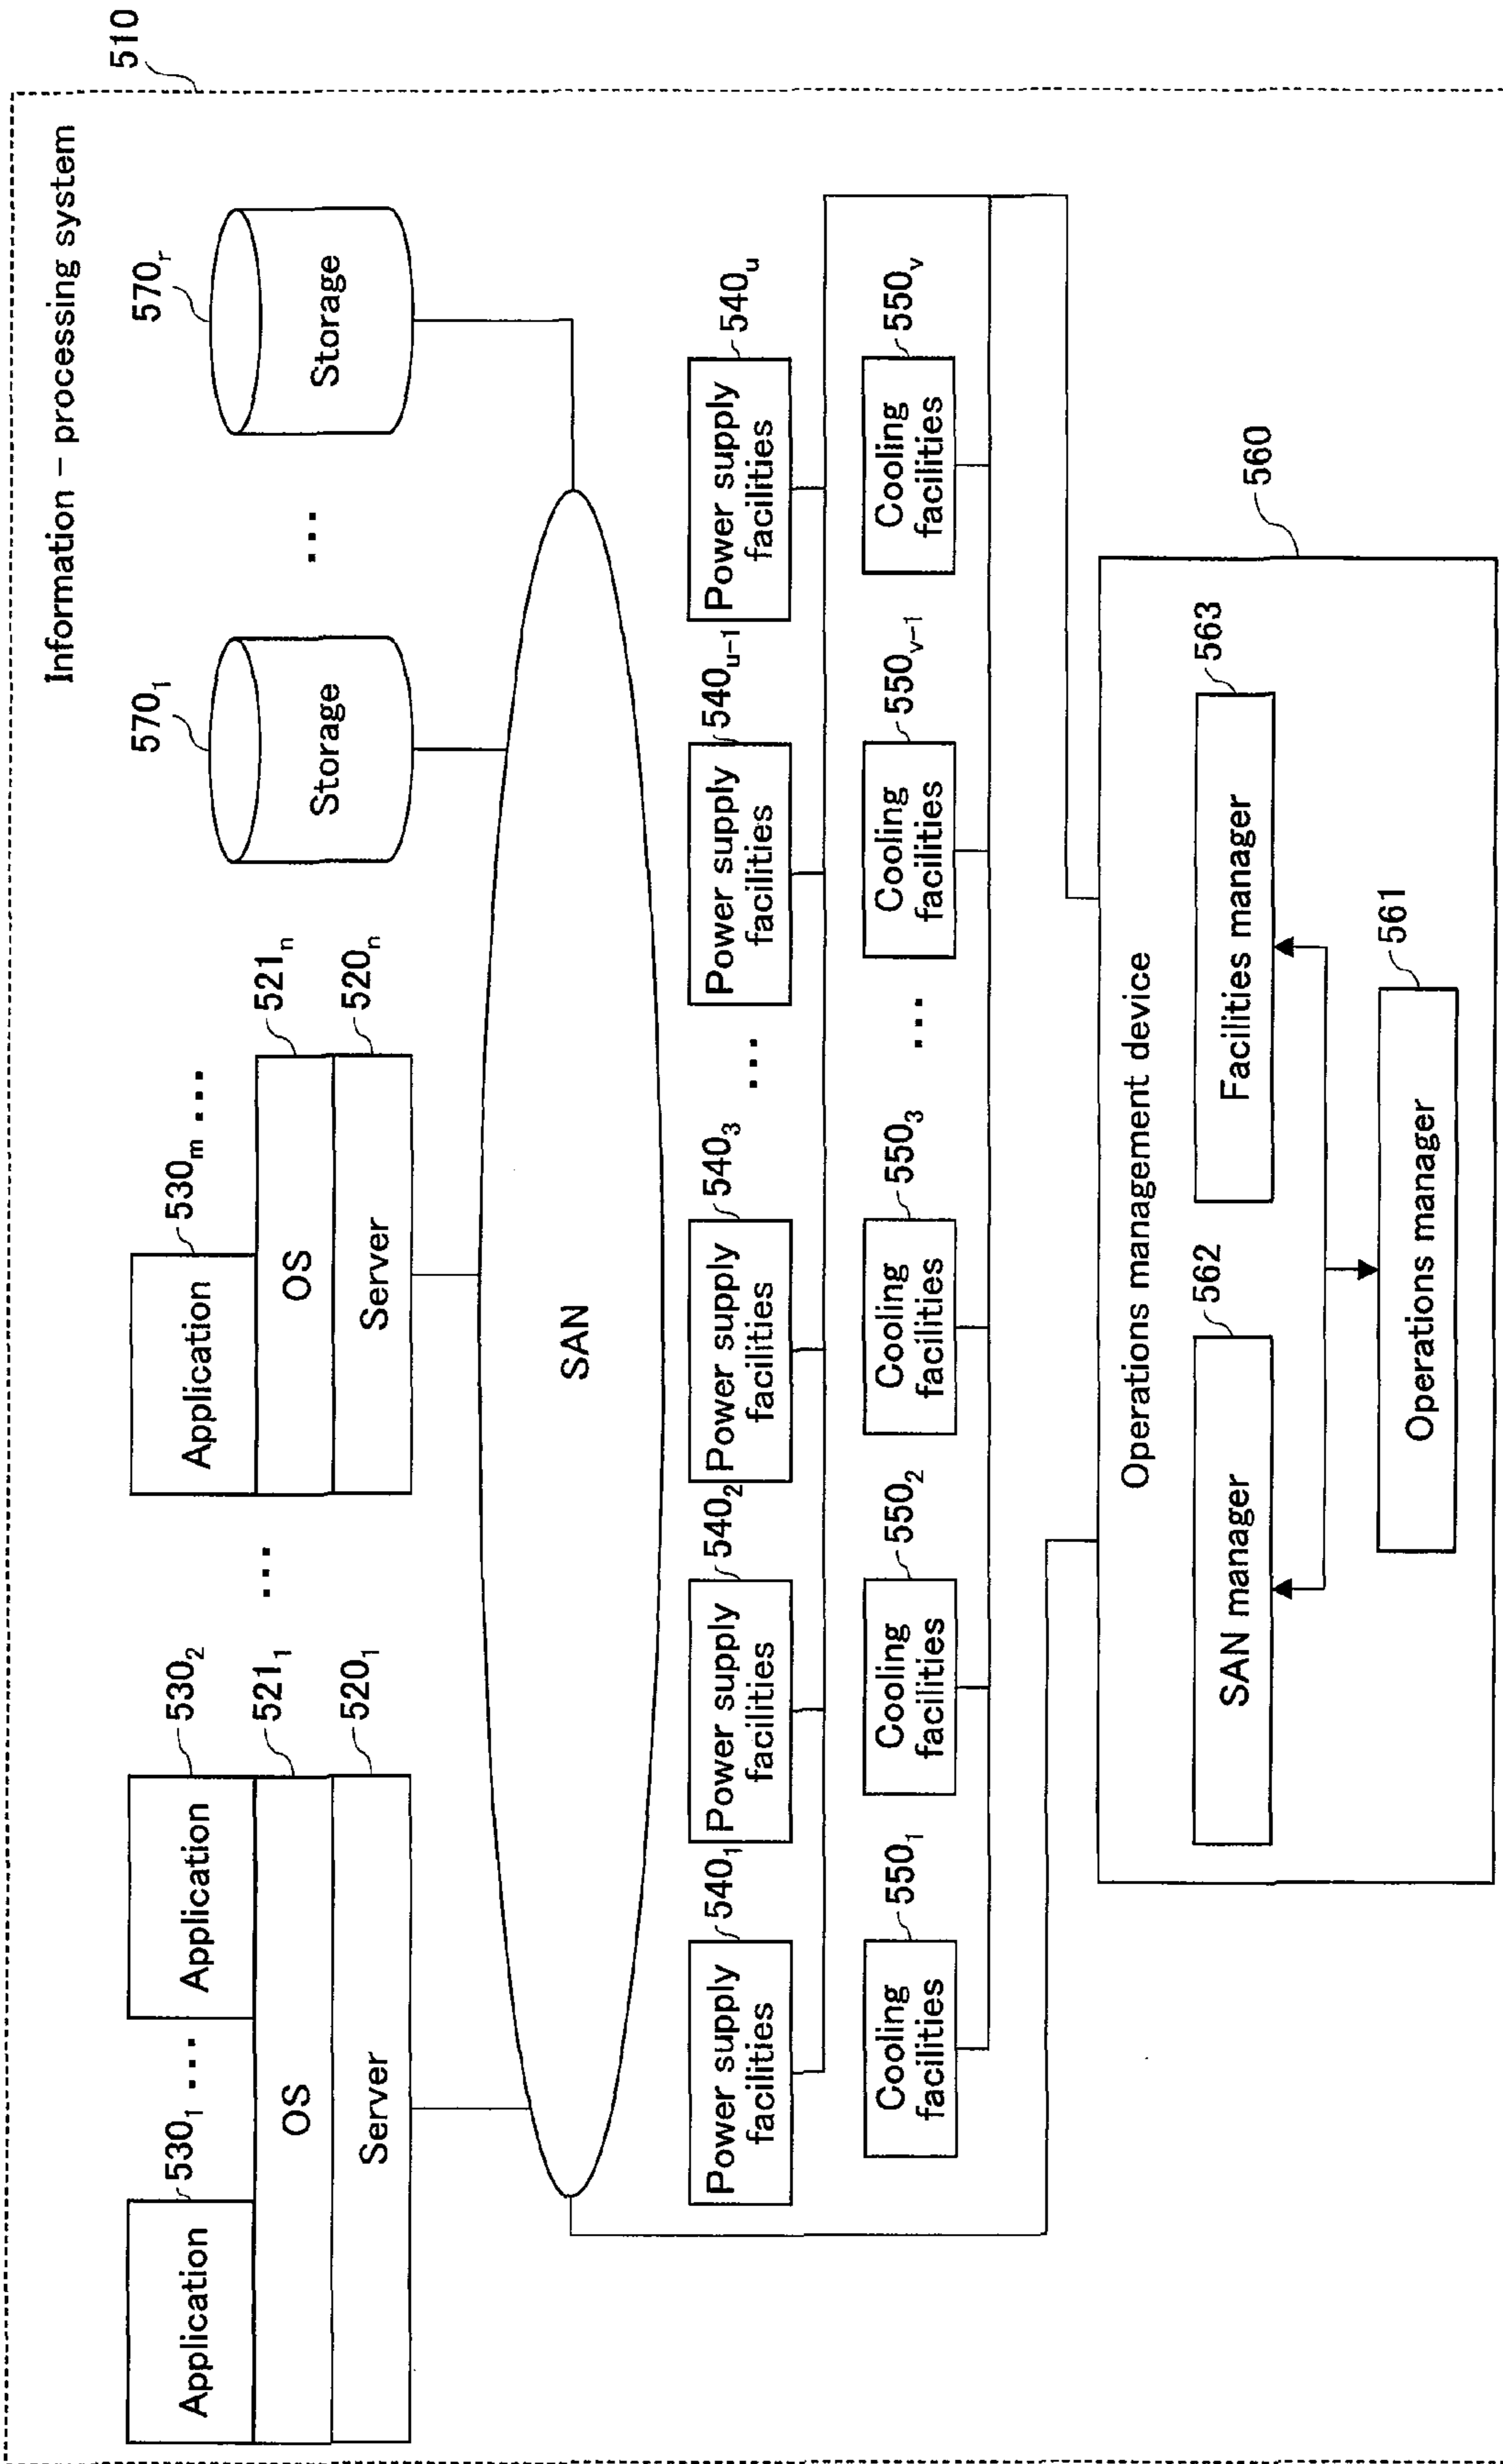 510
Information – processing system
530₁ ...
530₂
530ₘ ...
570₁
570ᵣ
Application
Application
...
Application
Storage
...
Storage
OS
521₁
OS
521ₙ
Server
520₁
Server
520ₙ
SAN
540₁
540₂
540₃
540ᵤ₋₁
540ᵤ
Power supply
facilities
Power supply
facilities
Power supply
facilities
...
Power supply
facilities
Power supply
facilities
550₁
550₂
550₃
550ᵥ₋₁
550ᵥ
Cooling
facilities
Cooling
facilities
Cooling
facilities
...
Cooling
facilities
Cooling
facilities
560
Operations management device
562
563
SAN manager
Facilities manager
561
Operations manager